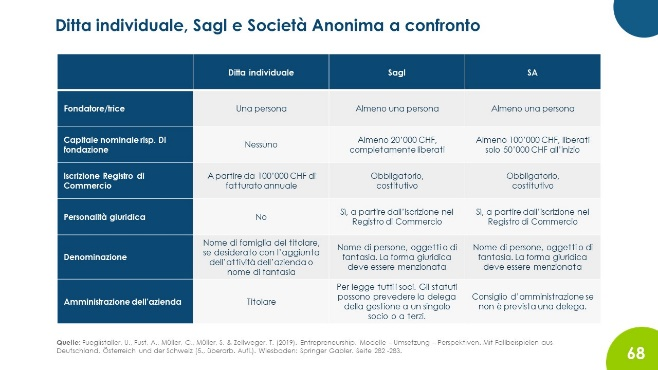 Ditta individuale, Sagl e Società Anonima a confronto
Ditta individuale
Sagl
SA
Fondatore/trice
Una persona
Almeno una persona
Almeno una persona
Capitale nominale risp. Di
fondazione
Nessuno
Almeno 20'000 CHF,
completamente liberati
Almeno 100'000 CHF, liberati
solo 50'000 CHF all'inizio
Iscrizione Registro di
Commercio
A partire da 100'000 CHF di
fatturato annuale
Obbligatorio,
costitutivo
Obbligatorio,
costitutivo
Personalità giuridica
No
Sì, a partire dall'iscrizione nel
Registro di Commercio
Sì, a partire dall'iscrizione nel
Registro di Commercio
Denominazione
Nome di famiglia del titolare,
se desiderato con l'aggiunta
dell'attività dell'azienda o
nome di fantasia
Nome di persone, oggetti o di
fantasia. La forma giuridica
deve essere menzionata
Nome di persone, oggetti o di
fantasia. La forma giuridica
deve essere menzionata
Amministrazione dell'azienda
Titolare
Per legge tutti i soci. Gli statuti
possono prevedere la delega
della gestione a un singolo
socio o a terzi.
Consiglio d'amministrazione se
non è prevista una delega.
Quelle: Fueglistaller, U., Fust, A., Müller, C., Müller, S. & Zellweger, T. (2019). Entrepreneurship. Modelle - Umsetzung - Perspektiven. Mit Fallbeispielen aus
Deutschland, Österreich und der Schweiz (5., überarb. Aufl.). Wiesbaden: Springer Gabler. Seite 282-283.
68